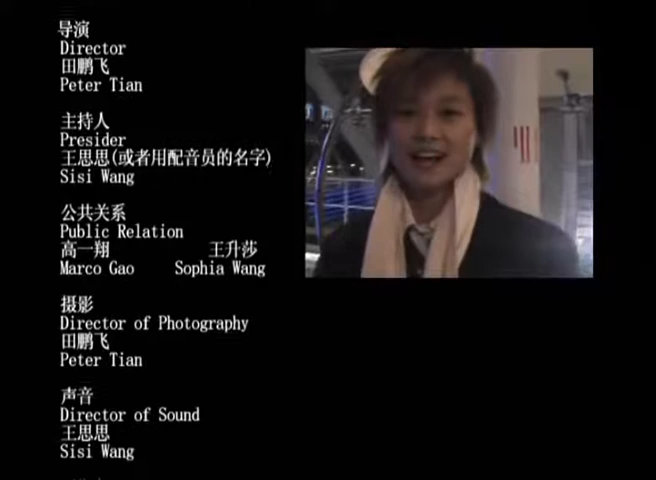 导演
Director
田鹏飞
Peter Tian
主持人
Presider
王思思(或者用配音员的名字)
Sisi Wang
公共关系
Public Relation
高一翔 王升莎
Marco Gao Sophia Wang
摄影
Director of Photography
田鹏飞
Peter Tian
声音
Director of Sound
王思思
Sisi Wang